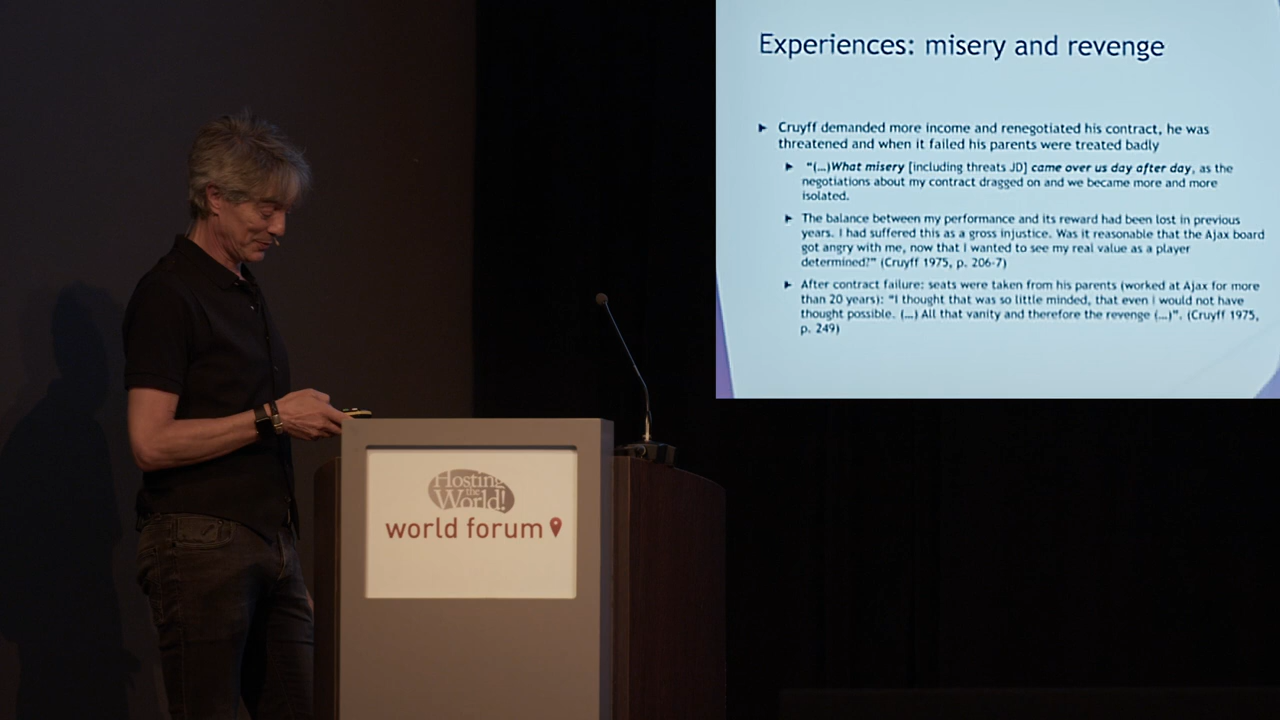 Experiences: misery and revenge
Cruyff demanded more income and renegotiated his contract, he was
threatened and when it failed his parents were treated badly
"(...)What misery [including threats JD] came over us day after day, as the
negotiations about my contract dragged on and we became more and more
isolated.
The balance between my performance and its reward had been lost in previous
years. I had suffered this as a gross injustice. Was it reasonable that the Ajax board
got angry with me, now that I wanted to see my real value as a player
determined?" (Cruyff 1975, p. 206-7)
After contract failure: seats were taken from his parents (worked at Ajax for more
than 20 years): "I thought that was so little minded, that even I would not have
thought possible. (...) All that vanity and therefore the revenge (...)". (Cruyff 1975,
p. 249)
Hosting
the
World!
world forum